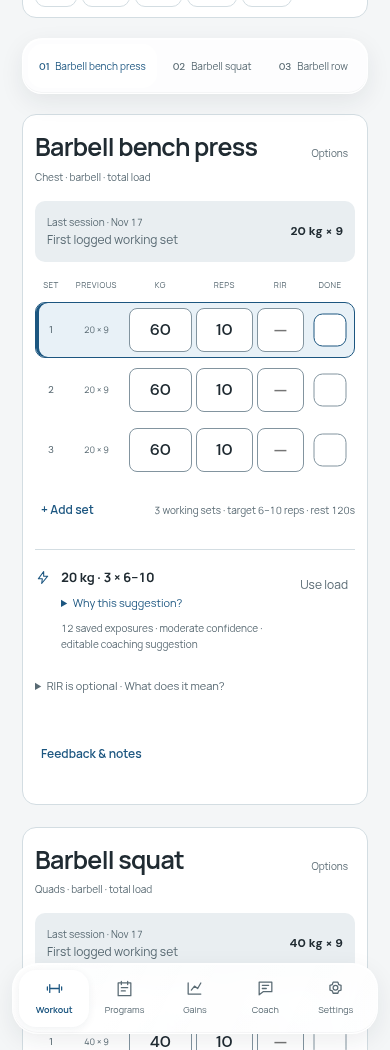 01 Barbell bench press 02 Barbell squat 03 Barbell row
Barbell bench press
Options
Chest · barbell · total load
Last session · Nov 17
First logged working set
20 kg × 9
SET PREVIOUS KG REPS RIR DONE
1 20 × 9 60 10 —
2 20 × 9 60 10 —
3 20 × 9 60 10 —
+ Add set
3 working sets · target 6–10 reps · rest 120s
20 kg · 3 × 6–10
Use load
Why this suggestion?
12 saved exposures · moderate confidence ·
editable coaching suggestion
RIR is optional · What does it mean?
Feedback & notes
Barbell squat
Options
Quads · barbell · total load
Last session · Nov 17
First logged working set
40 kg × 9
Workout Programs Gains Coach Settings
1 40 × 9 40 10